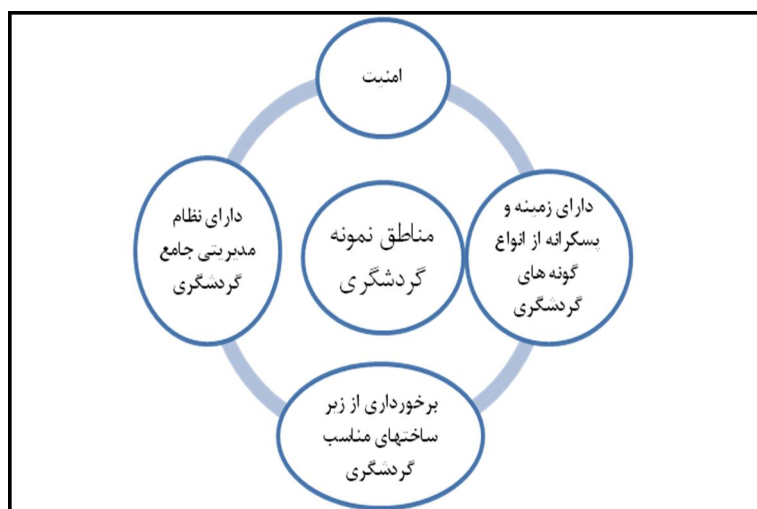 امنیت
دارای زمینه و
پسکرانه از انواع
گونه های
گردشگری
مناطق نمونه
گردشگری
دارای نظام
مدیریتی جامع
گردشگری
برخورداری از زیر
ساختهای مناسب
گردشگری